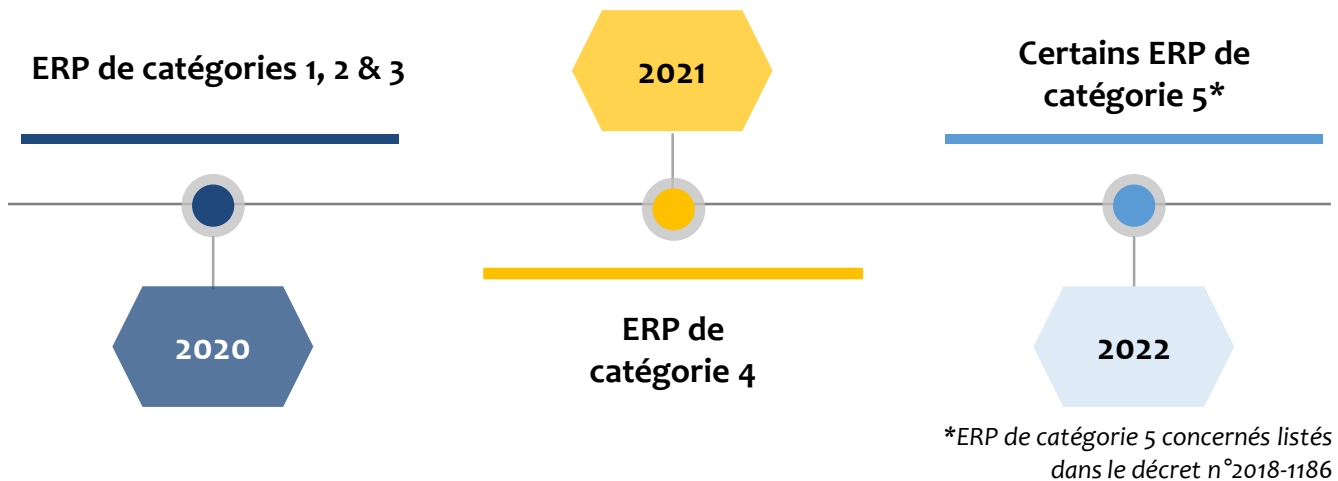 ERP de catégories 1, 2 & 3
2020
2021
ERP de
catégorie 4
Certains ERP de
catégorie 5*
2022
*ERP de catégorie 5 concernés listés
dans le décret n°2018-1186